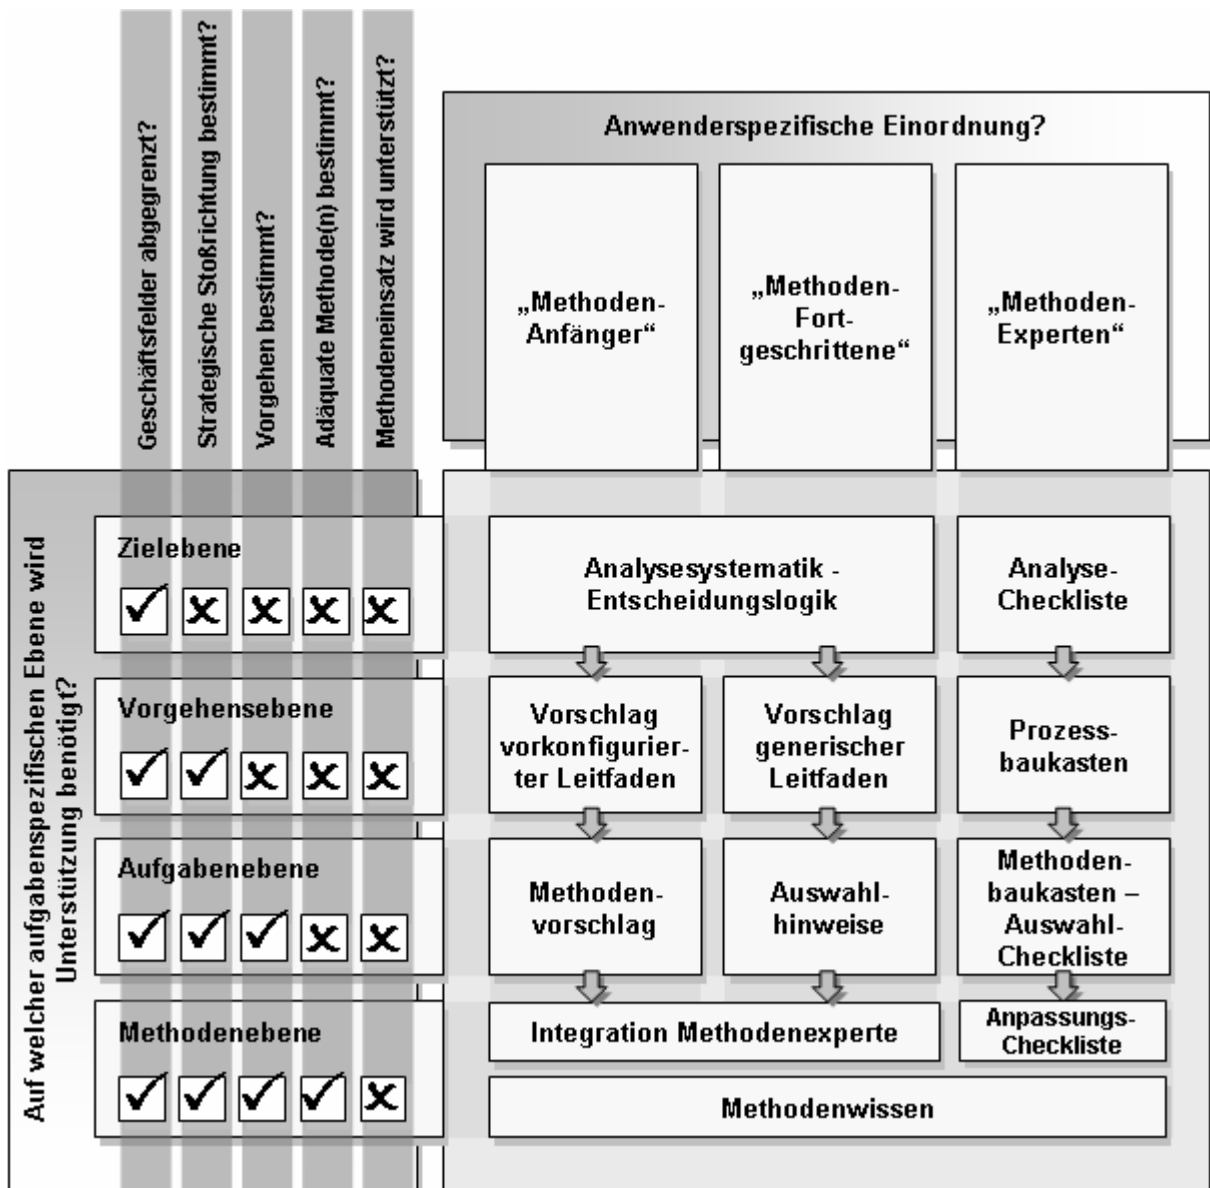 Geschäftsfelder abgegrenzt?
Strategische Stoßrichtung bestimmt?
Vorgehen bestimmt?
Adäquate Methode(n) bestimmt?
Methodeneinsatz wird unterstützt?
Anwenderspezifische Einordnung?
„Methoden-
Anfänger“
„Methoden-
Fort-
geschrittene“
„Methoden-
Experten“
Auf welcher aufgabenspezifischen Ebene wird
Unterstützung benötigt?
Zielebene
Analysesystematik -
Entscheidungslogik
Analyse-
Checkliste
Vorgehensebene
Vorschlag
vorkonfigurier-
ter Leitfaden
Vorschlag
generischer
Leitfaden
Prozess-
baukasten
Aufgabenebene
Methoden-
vorschlag
Auswahl-
hinweise
Methoden-
baukasten –
Auswahl-
Checkliste
Methodenebene
Integration Methodenexperte
Anpassungs-
Checkliste
Methodenwissen